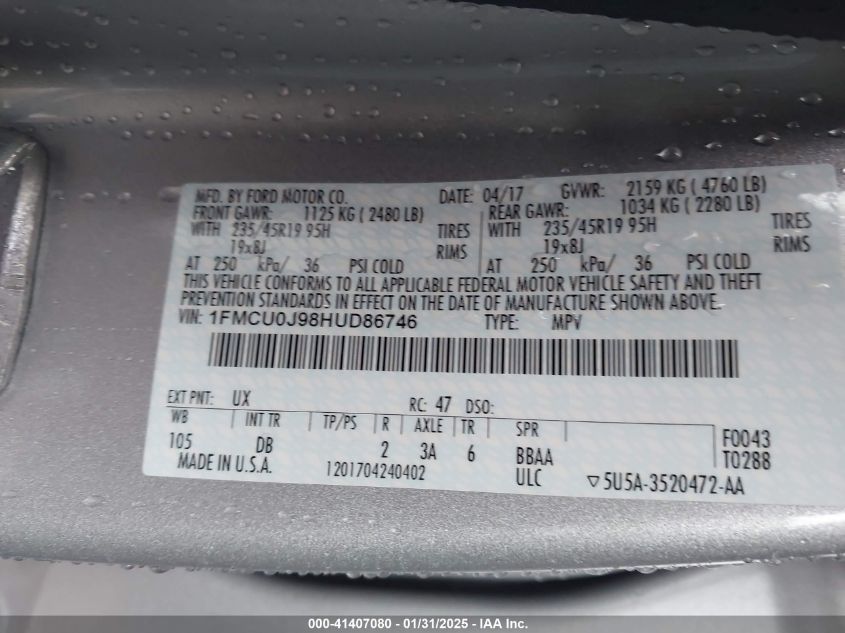 MFD. BY FORD MOTOR CO. DATE: 04/17 GVWR: 2159 KG ( 4760 LB)
FRONT GAWR: 1125 KG ( 2480 LB) REAR GAWR: 1034 KG ( 2280 LB)
WITH 235/45R19 95H TIRES WITH 235/45R19 95H TIRES
19x8J RIMS 19x8J RIMS
AT 250 kPa/ 36 PSI COLD AT 250 kPa/ 36 PSI COLD
THIS VEHICLE CONFORMS TO ALL APPLICABLE FEDERAL MOTOR VEHICLE SAFETY AND THEFT
PREVENTION STANDARDS IN EFFECT ON THE DATE OF MANUFACTURE SHOWN ABOVE.
VIN: 1FMCU0J98HUD86746 TYPE: MPV
EXT PNT: UX RC: 47 DSO:
WB INT TR TP/PS R AXLE TR SPR F0043
105 DB 2 3A 6 BBAA T0288
MADE IN U.S.A. 1201704240402 ULC ▽5U5A-3520472-AA
000-41407080 - 01/31/2025 - IAA Inc.